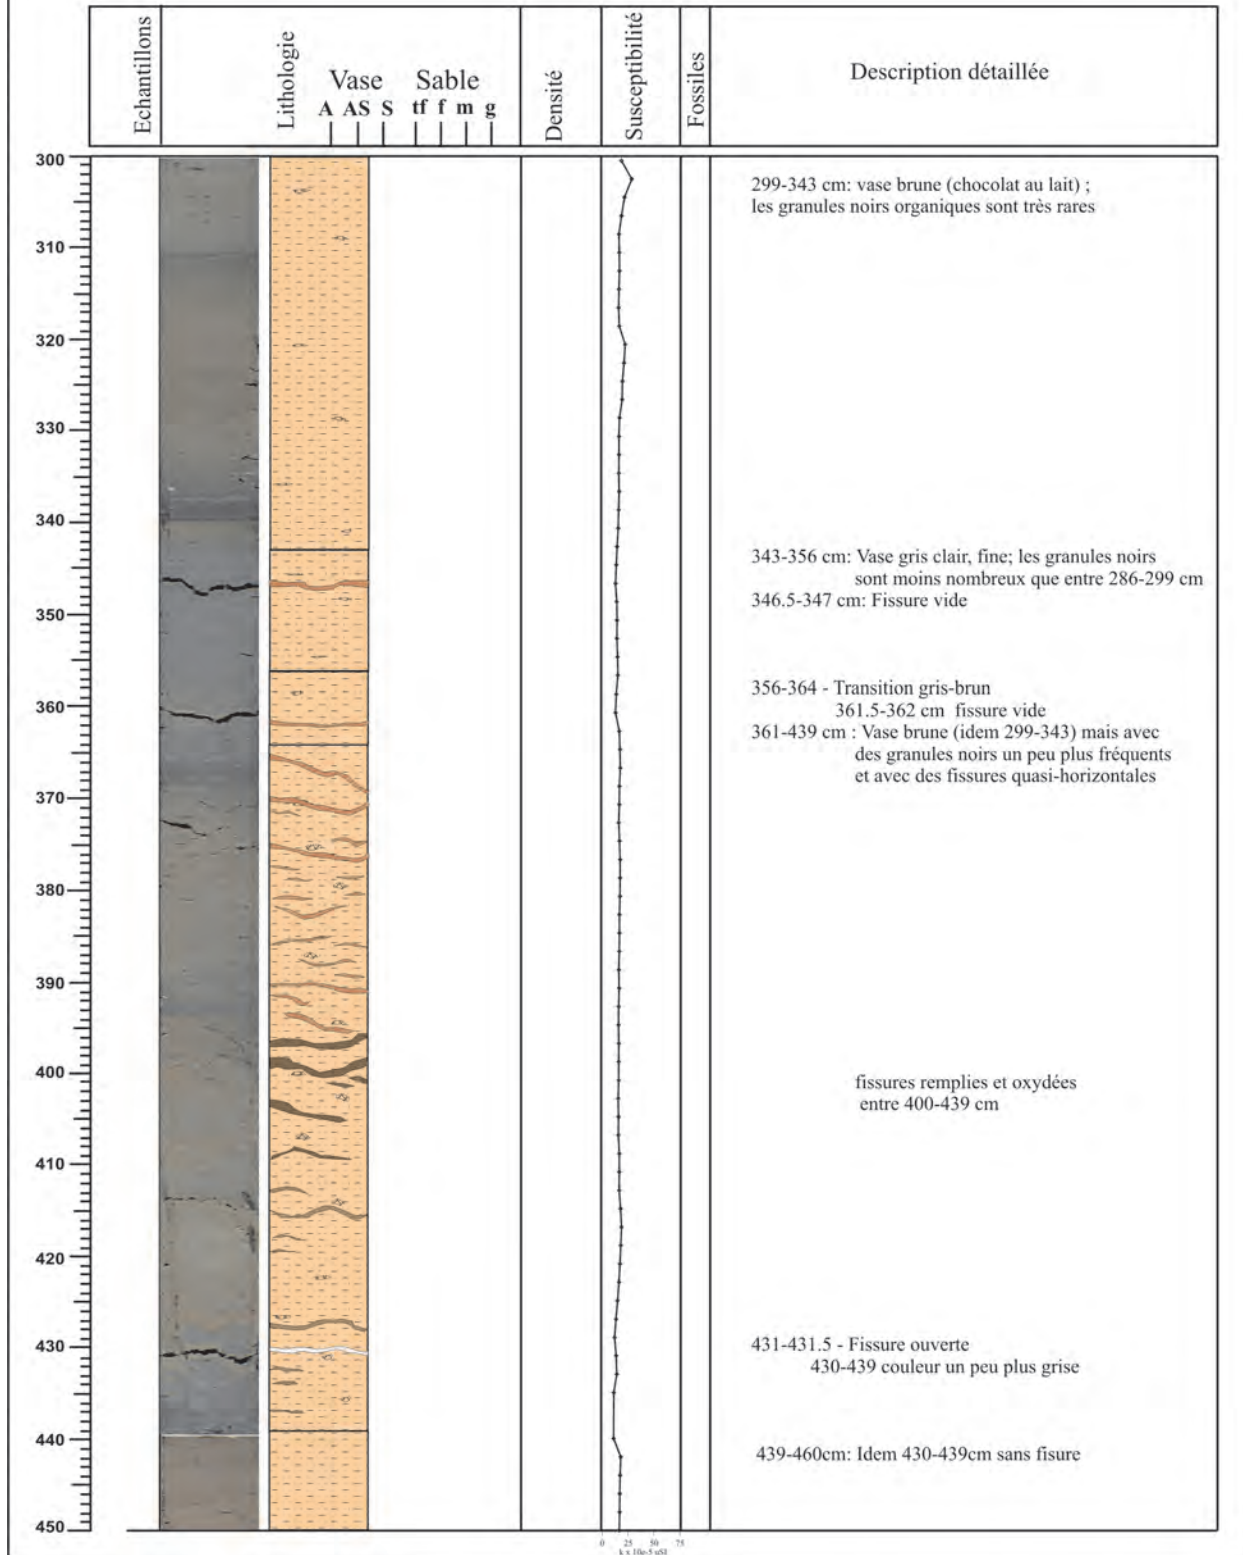 Echantillons
Lithologie
Vase Sable
A AS S tf f m g
Densité
Susceptibilité
Fossiles
Description détaillée
300
310
320
330
340
350
360
370
380
390
400
410
420
430
440
450
299-343 cm: vase brune (chocolat au lait) ;
les granules noirs organiques sont très rares
343-356 cm: Vase gris clair, fine; les granules noirs
sont moins nombreux que entre 286-299 cm
346.5-347 cm: Fissure vide
356-364 - Transition gris-brun
361.5-362 cm fissure vide
361-439 cm : Vase brune (idem 299-343) mais avec
des granules noirs un peu plus fréquents
et avec des fissures quasi-horizontales
fissures remplies et oxydées
entre 400-439 cm
431-431.5 - Fissure ouverte
430-439 couleur un peu plus grise
439-460cm: Idem 430-439cm sans fisure
0 25 50 75
k x 10e-5 uSI